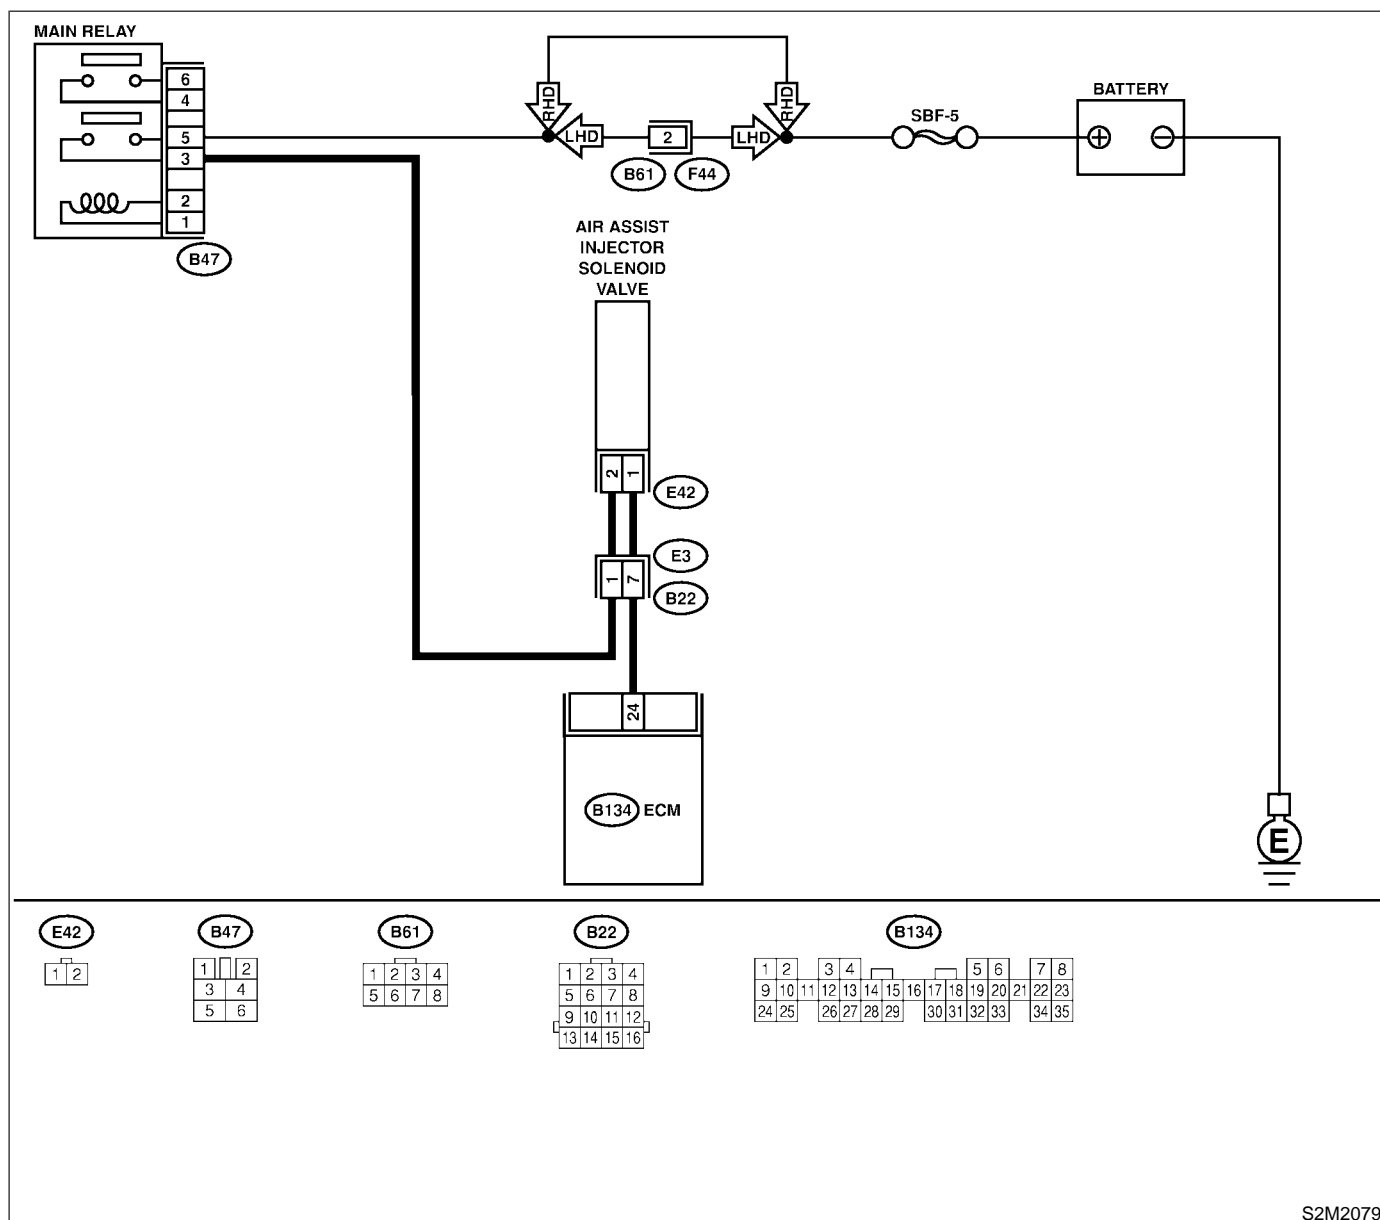 MAIN RELAY
6
4
5
3
2
1
B47
RHD
RHD
LHD
2
LHD
B61
F44
SBF-5
BATTERY
+
−
AIR ASSIST
INJECTOR
SOLENOID
VALVE
2 1
E42
E3
1 7
B22
24
B134 ECM
E
E42
1 2
B47
1 2
3 4
5 6
B61
1 2 3 4
5 6 7 8
B22
1 2 3 4
5 6 7 8
9 10 11 12
13 14 15 16
B134
1 2 3 4 5 6 7 8
9 10 11 12 13 14 15 16 17 18 19 20 21 22 23
24 25 26 27 28 29 30 31 32 33 34 35
S2M2079